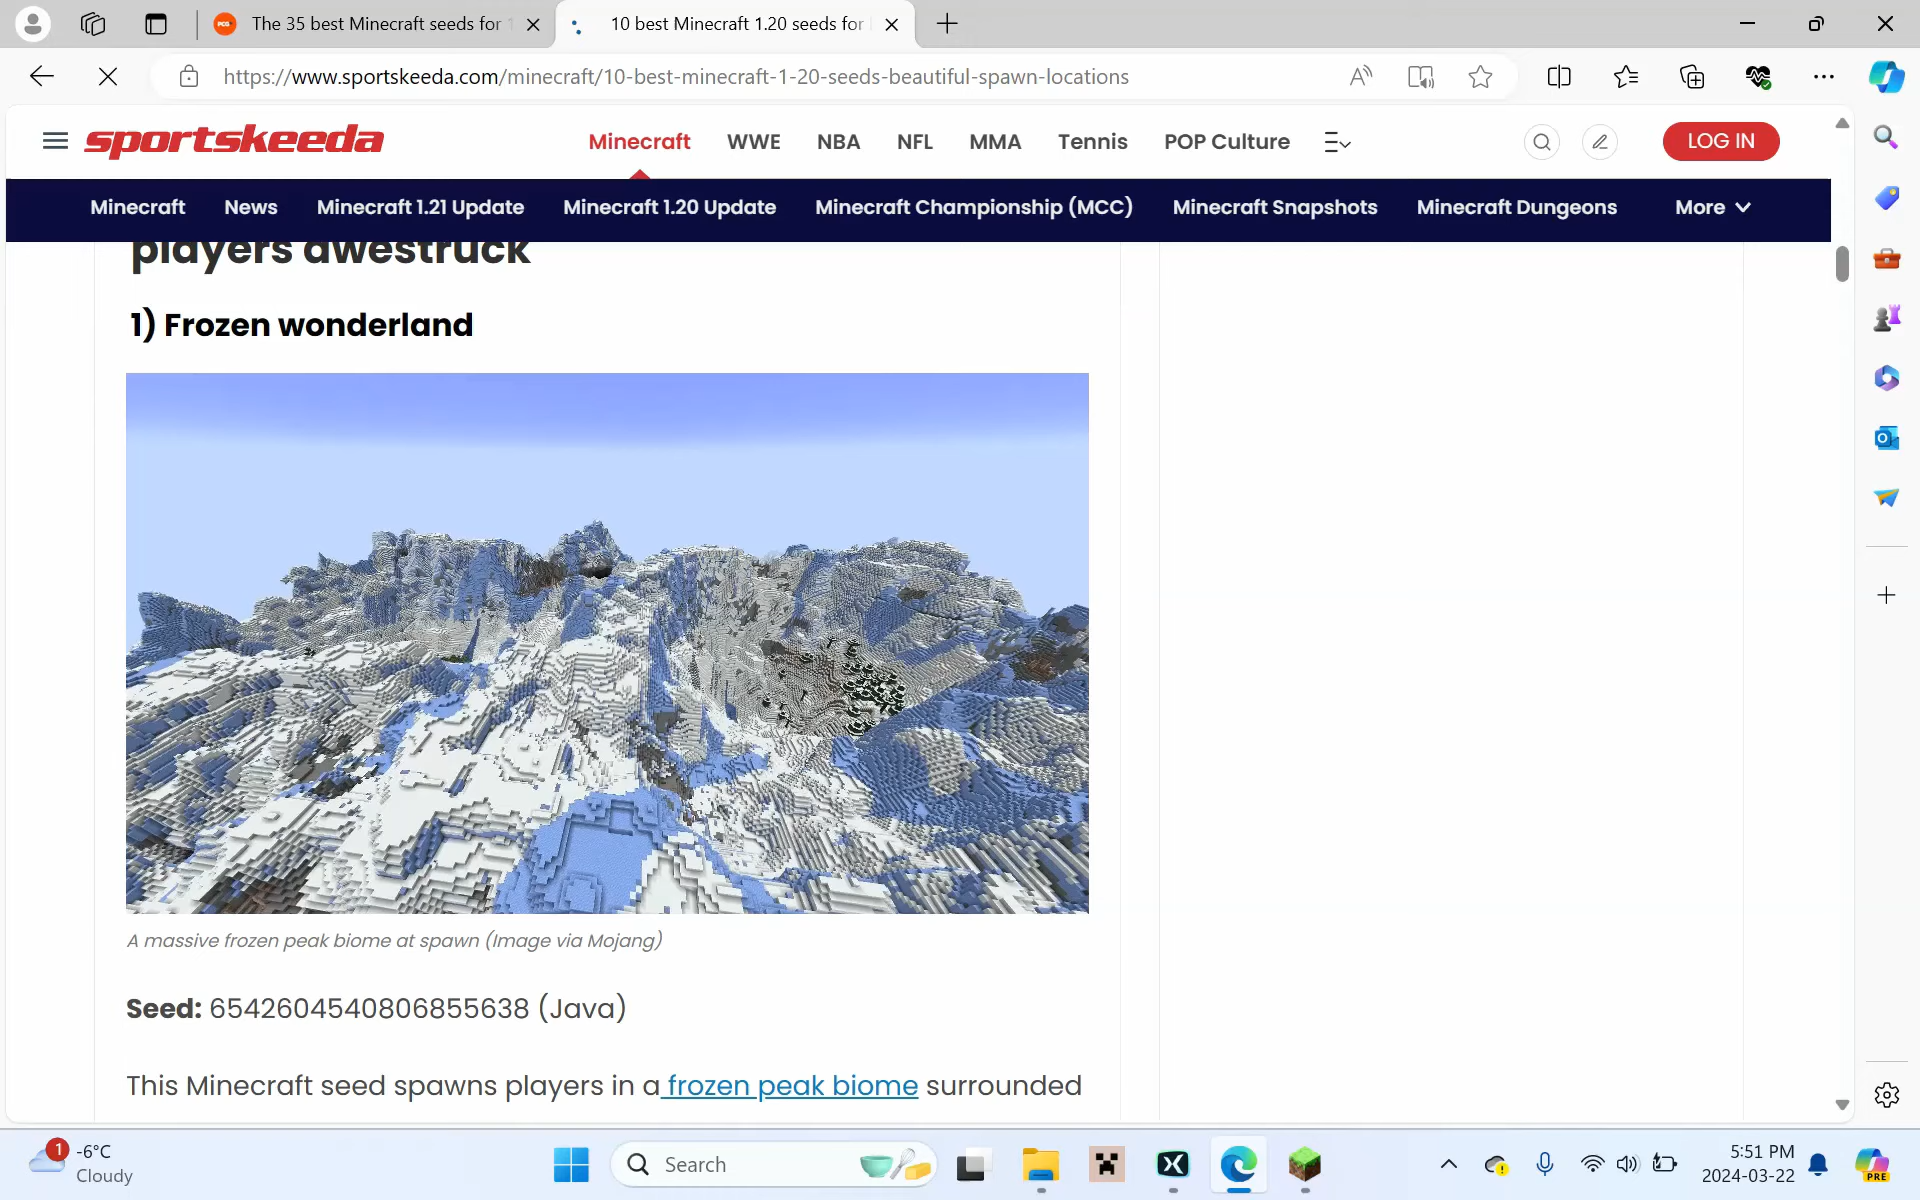 The 35 best Minecraft seeds for 1
10 best Minecraft 1.20 seeds for
https://www.sportskeeda.com/minecraft/10-best-minecraft-1-20-seeds-beautiful-spawn-locations
sportskeeda
Minecraft WWE NBA NFL MMA Tennis POP Culture
LOG IN
Minecraft News Minecraft 1.21 Update Minecraft 1.20 Update Minecraft Championship (MCC) Minecraft Snapshots Minecraft Dungeons More
players awestruck
1) Frozen wonderland
A massive frozen peak biome at spawn (Image via Mojang)
Seed: 6542604540806855638 (Java)
This Minecraft seed spawns players in a frozen peak biome surrounded
1
-6°C
Cloudy
Search
5:51 PM
2024-03-22
PRE